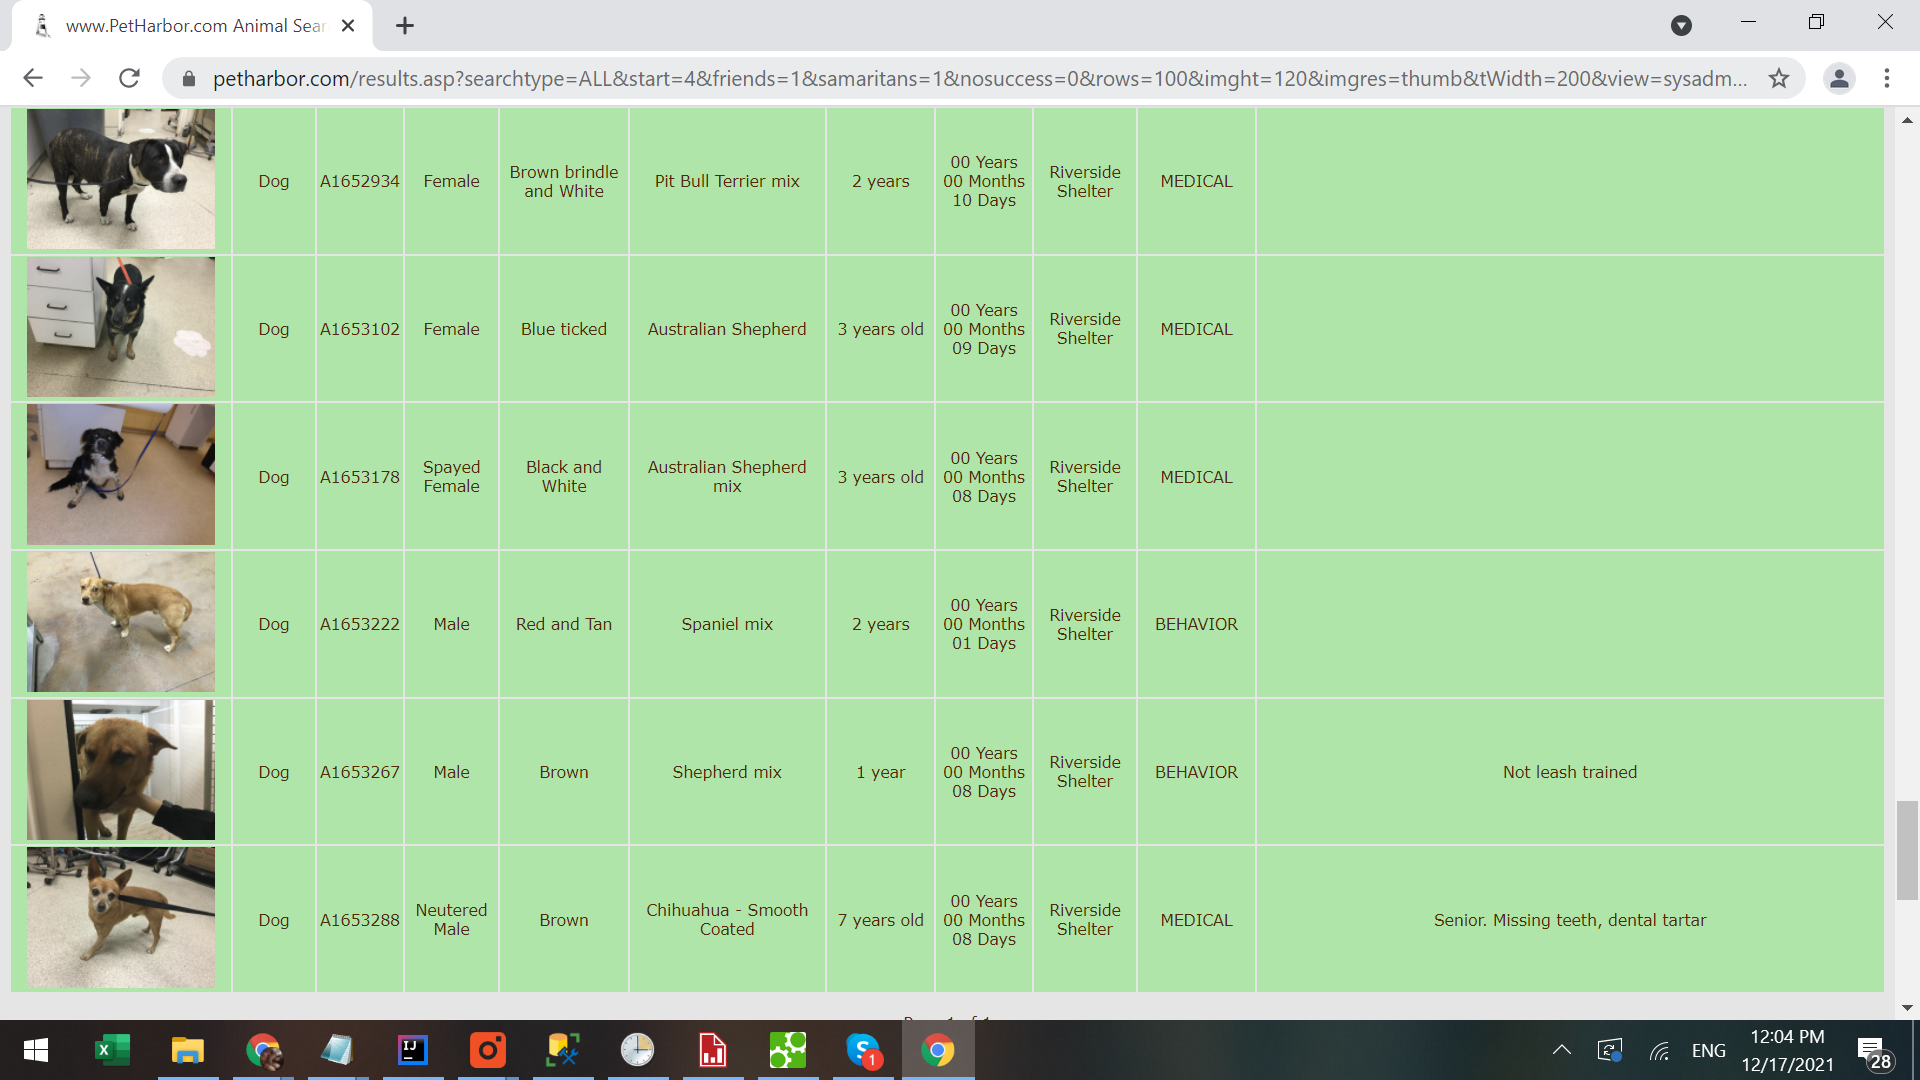 www.PetHarbor.com Animal Sear
petharbor.com/results.asp?searchtype=ALL&start=4&friends=1&samaritans=1&nosuccess=0&rows=100&imght=120&imgres=thumb&tWidth=200&view=sysadm...
Dog A1652934 Female Brown brindle and White Pit Bull Terrier mix 2 years 00 Years 00 Months 10 Days Riverside Shelter MEDICAL
Dog A1653102 Female Blue ticked Australian Shepherd 3 years old 00 Years 00 Months 09 Days Riverside Shelter MEDICAL
Dog A1653178 Spayed Female Black and White Australian Shepherd mix 3 years old 00 Years 00 Months 08 Days Riverside Shelter MEDICAL
Dog A1653222 Male Red and Tan Spaniel mix 2 years 00 Years 00 Months 01 Days Riverside Shelter BEHAVIOR
Dog A1653267 Male Brown Shepherd mix 1 year 00 Years 00 Months 08 Days Riverside Shelter BEHAVIOR Not leash trained
Dog A1653288 Neutered Male Brown Chihuahua - Smooth Coated 7 years old 00 Years 00 Months 08 Days Riverside Shelter MEDICAL Senior. Missing teeth, dental tartar
X IJ S 1 ENG 12:04 PM
12/17/2021 28